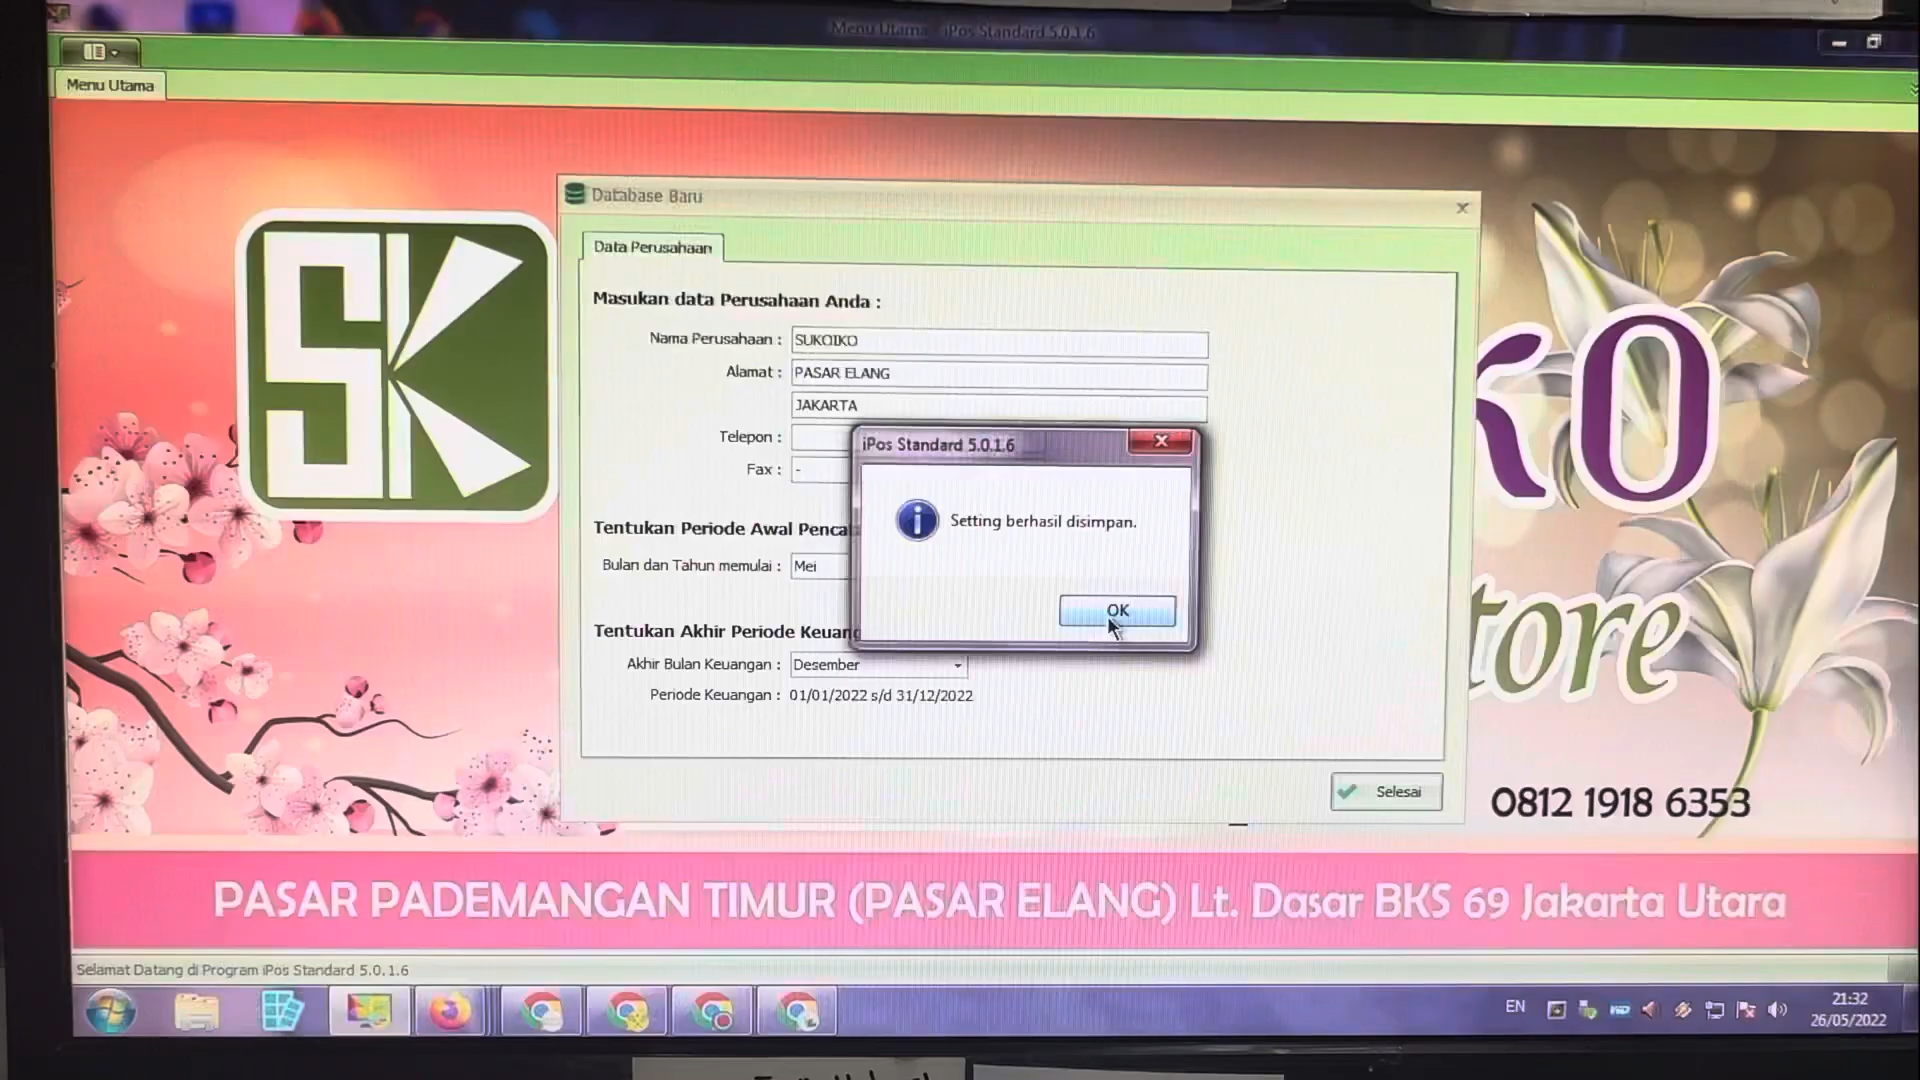 Menu Utama - iPos Standard 5.0.1.6
Menu Utama
Database Baru
Data Perusahaan
Masukan data Perusahaan Anda :
Nama Perusahaan : SUKOIKO
Alamat : PASAR ELANG
JAKARTA
Telepon :
Fax : -
iPos Standard 5.0.1.6
Setting berhasil disimpan.
OK
Tentukan Periode Awal
Bulan dan Tahun memulai : Mei
Tentukan Akhir Periode
Akhir Bulan Keuangan : Desember
Periode Keuangan : 01/01/2022 s/d 31/12/2022
Selesai
SK
KO
tore
0812 1918 6353
PASAR PADEMANGAN TIMUR (PASAR ELANG) Lt. Dasar BKS 69 Jakarta Utara
Selamat Datang di Program iPos Standard 5.0.1.6
EN
21:32
26/05/2022